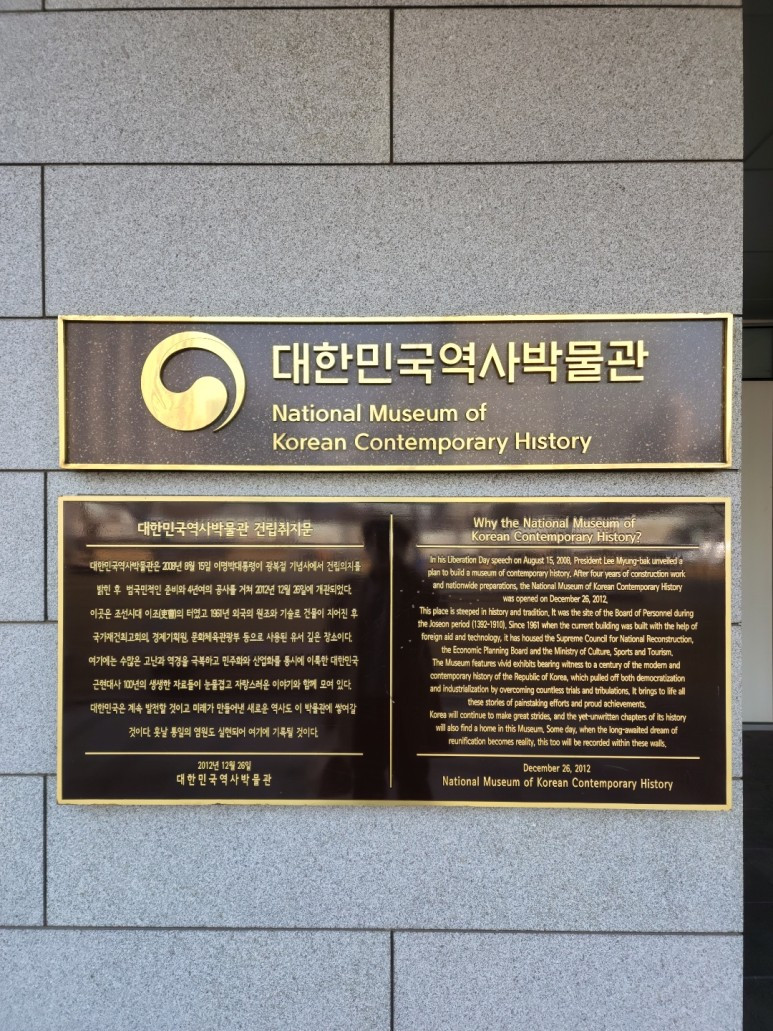 대한민국역사박물관
National Museum of
Korean Contemporary History
대한민국역사박물관 건립취지문
대한민국역사박물관은 2008년 8월 15일 이명박대통령이 광복절 기념사에서 건립의지를
밝힌 후 범국민적인 준비와 4년여의 공사를 거쳐 2012년 12월 26일에 개관되었다.
이곳은 조선시대 이조(吏曹)의 터였고 1961년 외국의 원조와 기술로 건물이 지어진 후
국가재건최고회의, 경제기획원, 문화체육관광부 등으로 사용된 유서 깊은 장소이다.
여기에는 수많은 고난과 역경을 극복하고 민주화와 산업화를 동시에 이룩한 대한민국
근현대사 100년의 생생한 자료들이 눈물겹고 자랑스러운 이야기와 함께 모여 있다.
대한민국은 계속 발전할 것이고 미래가 만들어낸 새로운 역사도 이 박물관에 쌓여갈
것이다. 훗날 통일의 염원도 실현되어 여기에 기록될 것이다.
2012년 12월 26일
대한민국역사박물관
Why the National Museum of
Korean Contemporary History?
In his Liberation Day speech on August 15, 2008, President Lee Myung-bak unveiled a
plan to build a museum of contemporary history. After four years of construction work
and nationwide preparations, the National Museum of Korean Contemporary History
was opened on December 26, 2012.
This place is steeped in history and tradition. It was the site of the Board of Personnel during
the Joseon period (1392-1910). Since 1961 when the current building was built with the help of
foreign aid and technology, it has housed the Supreme Council for National Reconstruction,
the Economic Planning Board and the Ministry of Culture, Sports and Tourism.
The Museum features vivid exhibits bearing witness to a century of the modern and
contemporary history of the Republic of Korea, which pulled off both democratization
and industrialization by overcoming countless trials and tribulations. It brings to life all
these stories of painstaking efforts and proud achievements.
Korea will continue to make great strides, and the yet-unwritten chapters of its history
will also find a home in this Museum. Some day, when the long-awaited dream of
reunification becomes reality, this too will be recorded within these walls.
December 26, 2012
National Museum of Korean Contemporary History